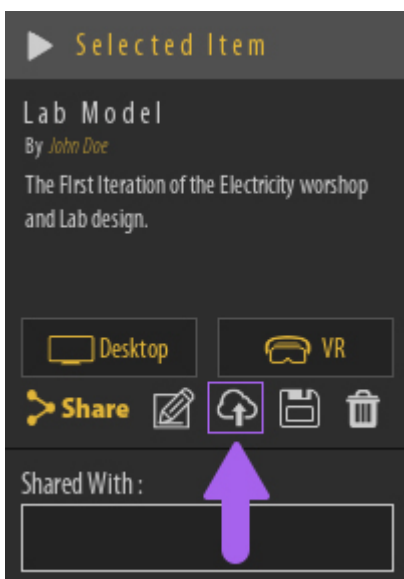 Selected Item
Lab Model
By John Doe
The FIrst Iteration of the Electricity worshop
and Lab design.
Desktop
VR
Share
Shared With :